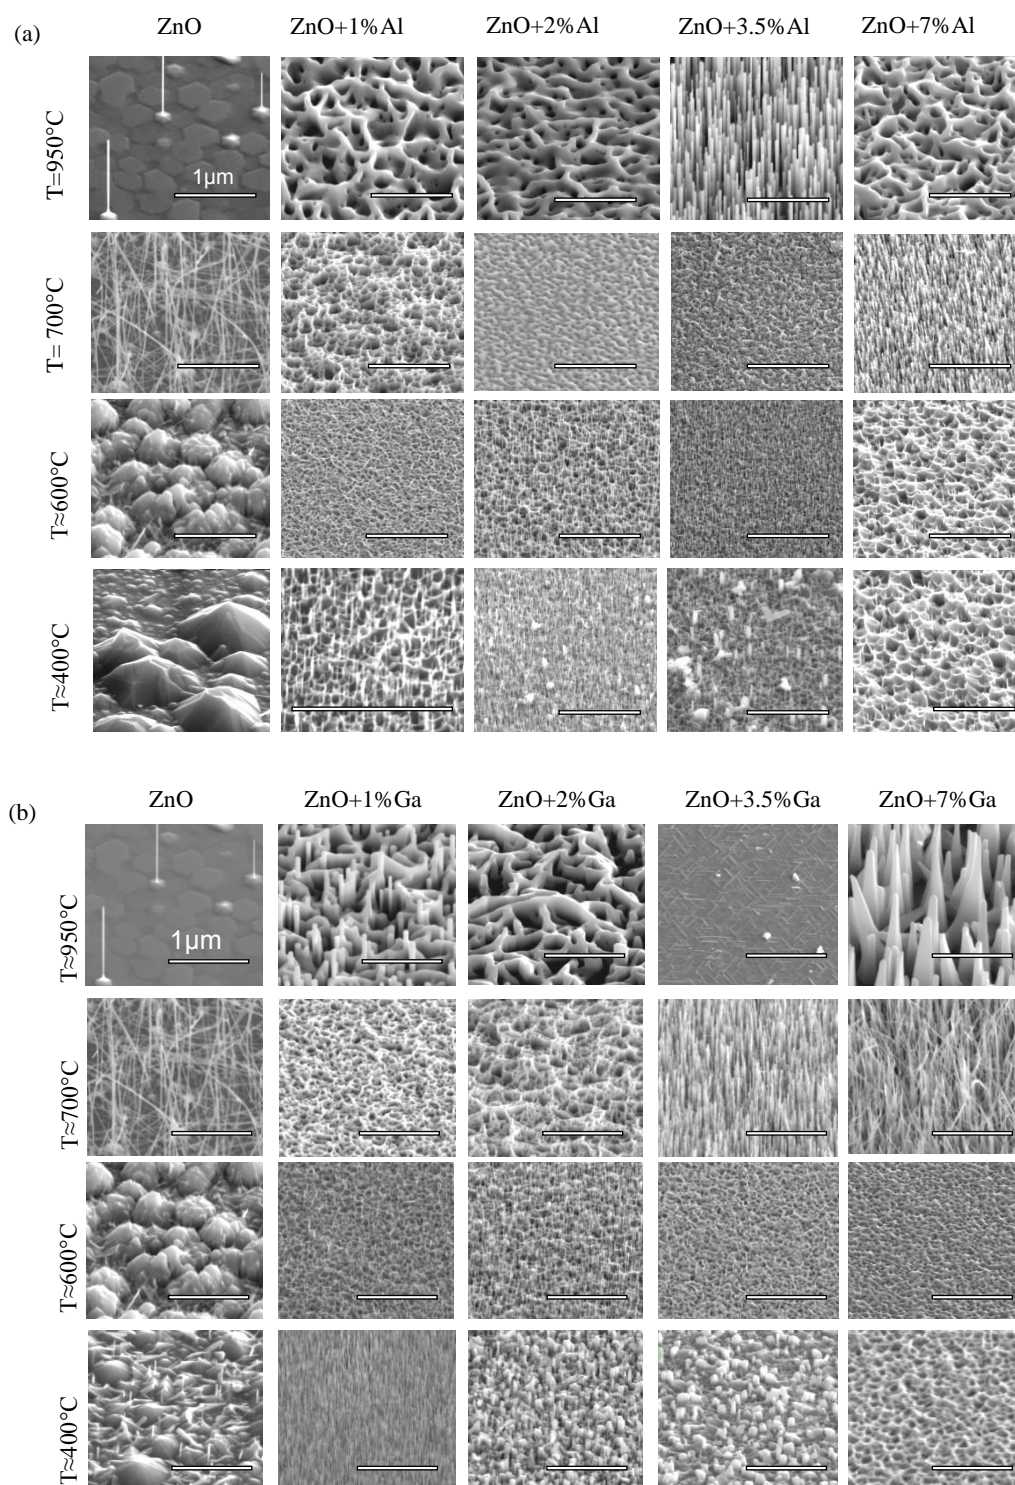 (a)
ZnO ZnO+1%Al ZnO+2%Al ZnO+3.5%Al ZnO+7%Al
T=950°C
1μm
T= 700°C
T≈600°C
T≈400°C
(b)
ZnO ZnO+1%Ga ZnO+2%Ga ZnO+3.5%Ga ZnO+7%Ga
T≈950°C
1μm
T≈700°C
T≈600°C
T≈400°C